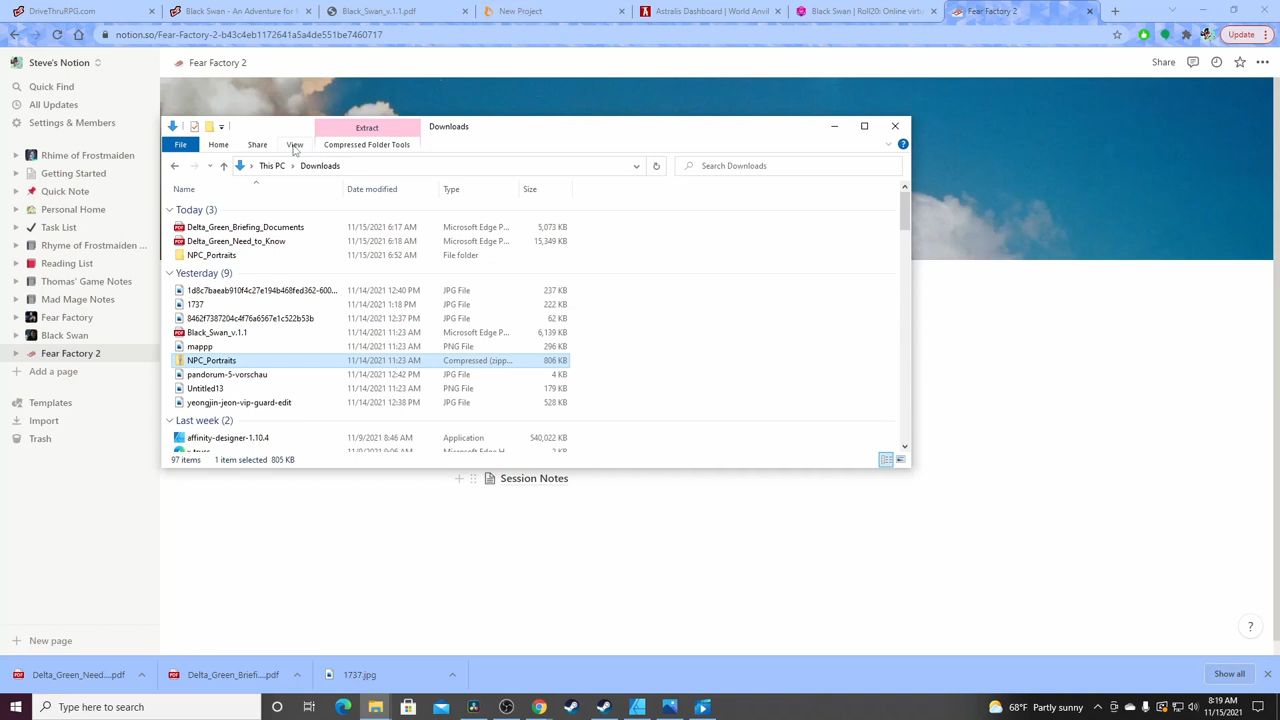 DriveThruRPG.com
Black Swan - An Adventure for S
Black_Swan_v.1.1.pdf
New Project
Astralis Dashboard | World Anvil
Black Swan | Roll20: Online virtu
Fear Factory 2
notion.so/Fear-Factory-2-b43c4eb1172641a5a4de551be7460717
Update
Steve's Notion
Fear Factory 2
Share
Quick Find
All Updates
Settings & Members
Rhime of Frostmaiden
Getting Started
Quick Note
Personal Home
Task List
Rhyme of Frostmaiden ...
Reading List
Thomas' Game Notes
Mad Mage Notes
Fear Factory
Black Swan
Fear Factory 2
Add a page
Templates
Import
Trash
New page
Extract
Downloads
File
Home
Share
View
Compressed Folder Tools
This PC > Downloads
Search Downloads
Name
Date modified
Type
Size
Today (3)
Delta_Green_Briefing_Documents 11/15/2021 6:17 AM Microsoft Edge P... 5,073 KB
Delta_Green_Need_to_Know 11/15/2021 6:18 AM Microsoft Edge P... 15,349 KB
NPC_Portraits 11/15/2021 6:52 AM File folder
Yesterday (9)
1d8c7baeab910f4c27e194b468fed362-600... 11/14/2021 12:40 PM JPG File 237 KB
1737 11/14/2021 1:18 PM JPG File 222 KB
8462f7387204c4f76a6567e1c522b53b 11/14/2021 12:37 PM JPG File 62 KB
Black_Swan_v.1.1 11/14/2021 11:23 AM Microsoft Edge P... 6,139 KB
mappp 11/14/2021 11:23 AM PNG File 296 KB
NPC_Portraits 11/14/2021 11:23 AM Compressed (zipp... 806 KB
pandorum-5-vorschau 11/14/2021 12:42 PM JPG File 4 KB
Untitled13 11/14/2021 11:23 AM PNG File 179 KB
yeongjin-jeon-vip-guard-edit 11/14/2021 12:38 PM JPG File 528 KB
Last week (2)
affinity-designer-1.10.4 11/9/2021 8:46 AM Application 540,022 KB
97 items 1 item selected 805 KB
Session Notes
?
Delta_Green_Need....pdf
Delta_Green_Briefi....pdf
1737.jpg
Show all
Type here to search
68°F Partly sunny
8:19 AM
11/15/2021